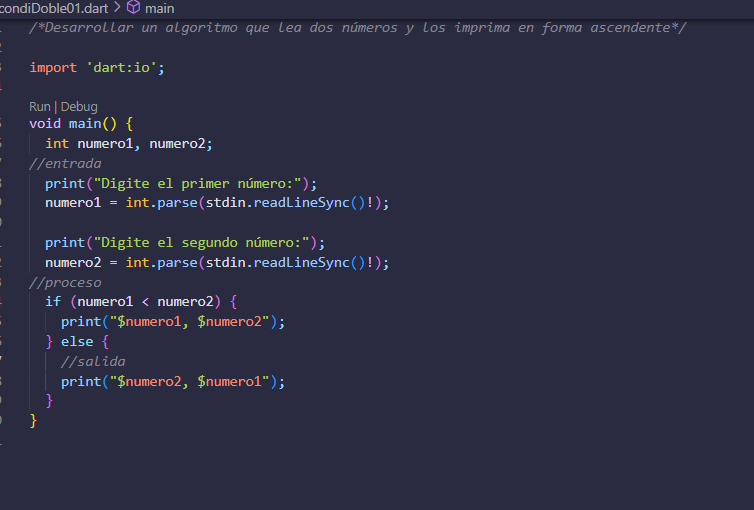 condiDoble01.dart > main
/*Desarrollar un algoritmo que lea dos números y los imprima en forma ascendente*/
import 'dart:io';
Run | Debug
void main() {
  int numero1, numero2;
//entrada
  print("Digite el primer número:");
  numero1 = int.parse(stdin.readLineSync()!);

  print("Digite el segundo número:");
  numero2 = int.parse(stdin.readLineSync()!);
//proceso
  if (numero1 < numero2) {
    print("$numero1, $numero2");
  } else {
    //salida
    print("$numero2, $numero1");
  }
}